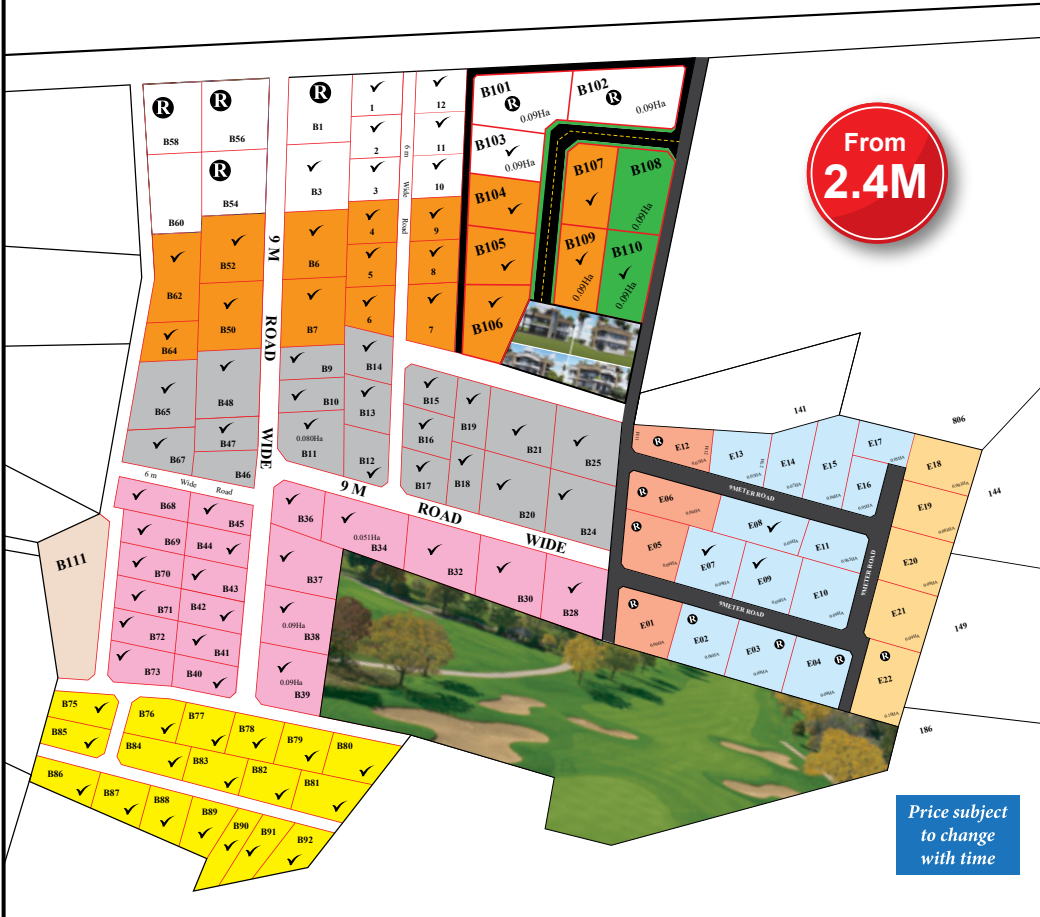 R
B58
R
B56
R
B54
B60
B62
B64
B52
B50
B65
B48
B47
B67
B46
6 m Wide Road
9 M ROAD WIDE
R
B1
B3
B6
B7
B9
B10
0.080Ha
B11
1
2
3
4
5
6
B14
B13
B12
6 m Wide Road
12
11
10
9
8
7
B101
R
0.09Ha
B102
R
0.09Ha
B103
0.09Ha
B104
B105
B106
B107
B108
0.09Ha
B109
0.09Ha
B110
0.09Ha
From
2.4M
B15
B16
B17
B19
B18
B21
B20
B25
B24
9 M ROAD WIDE
B68
B45
B69
B44
B70
B43
B71
B42
B72
B41
B73
B40
B36
0.051Ha
B34
B32
B30
B28
B37
0.09Ha
B38
0.09Ha
B39
B111
B75
B85
B76
B77
B78
B79
B80
B84
B83
B82
B81
B86
B87
B88
B89
B90
B91
B92
141
806
144
149
186
R
E12
E13
E14
E15
E17
E16
E18
E19
E20
E21
R
E22
9METER ROAD
R
E06
R
E05
E08
E07
E09
E11
E10
9METER ROAD
9METER ROAD
R
E01
R
E02
E03
R
E04
R
Price subject
to change
with time